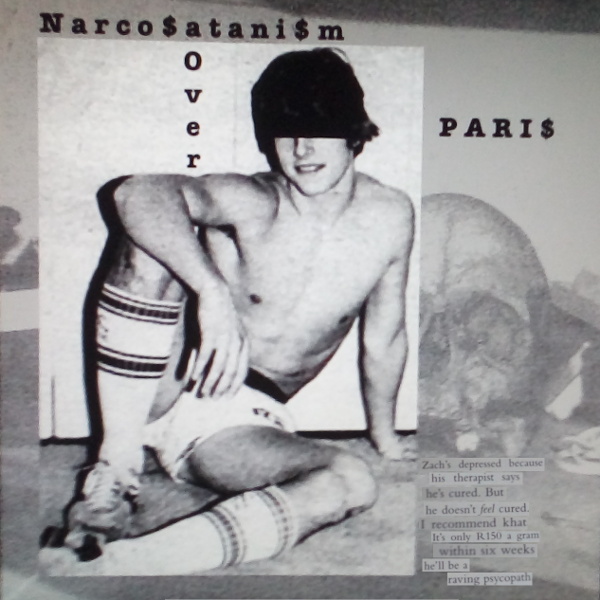 Narco$atani$m
Over
PARI$
Zach's depressed because
his therapist says
he's cured. But
he doesn't feel cured.
I recommend khat
It's only R150 a gram
within six weeks
he'll be a
raving psycopath